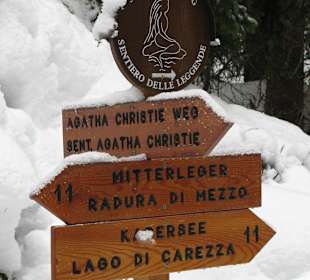 SENTIERO DELLE LEGGENDE
AGATHA CHRISTIE WEG
SENT. AGATHA CHRISTIE
MITTERLEGER
11 RADURA DI MEZZO
KARERSEE 11
LAGO DI CAREZZA